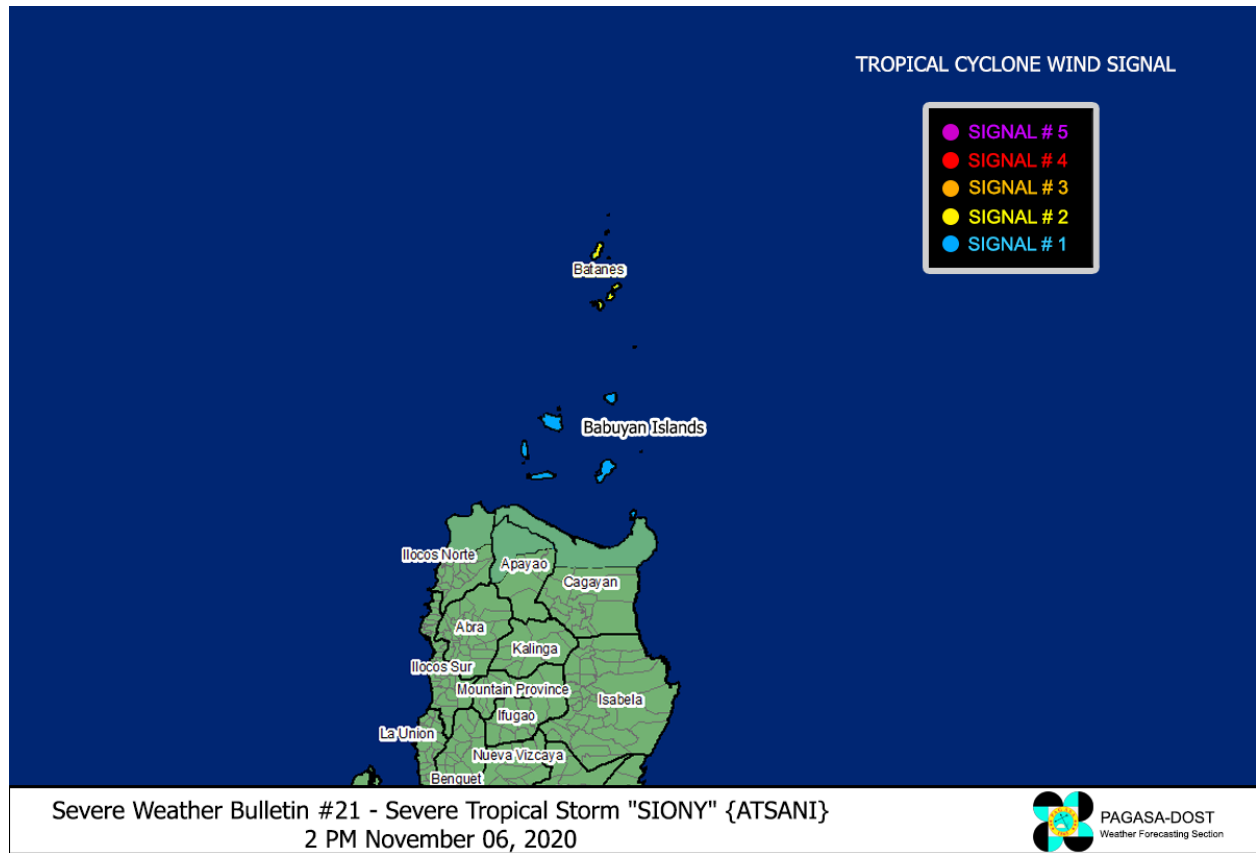 TROPICAL CYCLONE WIND SIGNAL
SIGNAL # 5
SIGNAL # 4
SIGNAL # 3
SIGNAL # 2
SIGNAL # 1
Batanes
Babuyan Islands
Ilocos Norte
Apayao
Cagayan
Abra
Kalinga
Ilocos Sur
Mountain Province
Isabela
Ifugao
La Union
Nueva Vizcaya
Benguet
Severe Weather Bulletin #21 - Severe Tropical Storm "SIONY" {ATSANI}
2 PM November 06, 2020
PAGASA-DOST
Weather Forecasting Section